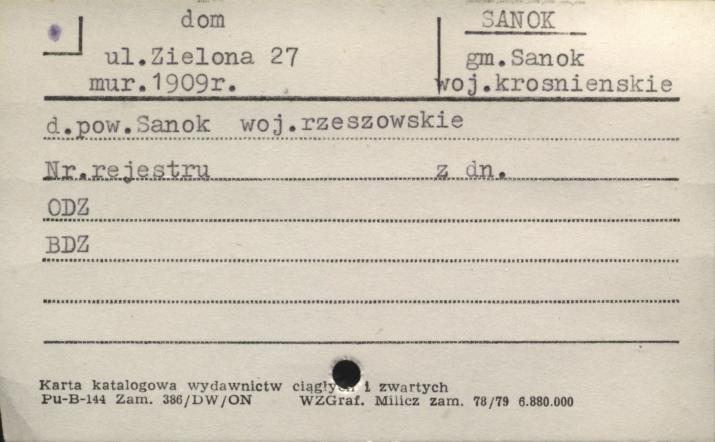 dom
SANOK
ul.Zielona 27
gm.Sanok
mur.1909r.
woj.krosnienskie
d.pow.Sanok woj.rzeszowskie
Nr.rejestru z dn.
ODZ
BDZ
Karta katalogowa wydawnictw ciągłych i zwartych
Pu-B-144 Zam. 386/DW/ON WZGraf. Milicz zam. 78/79 6.880.000